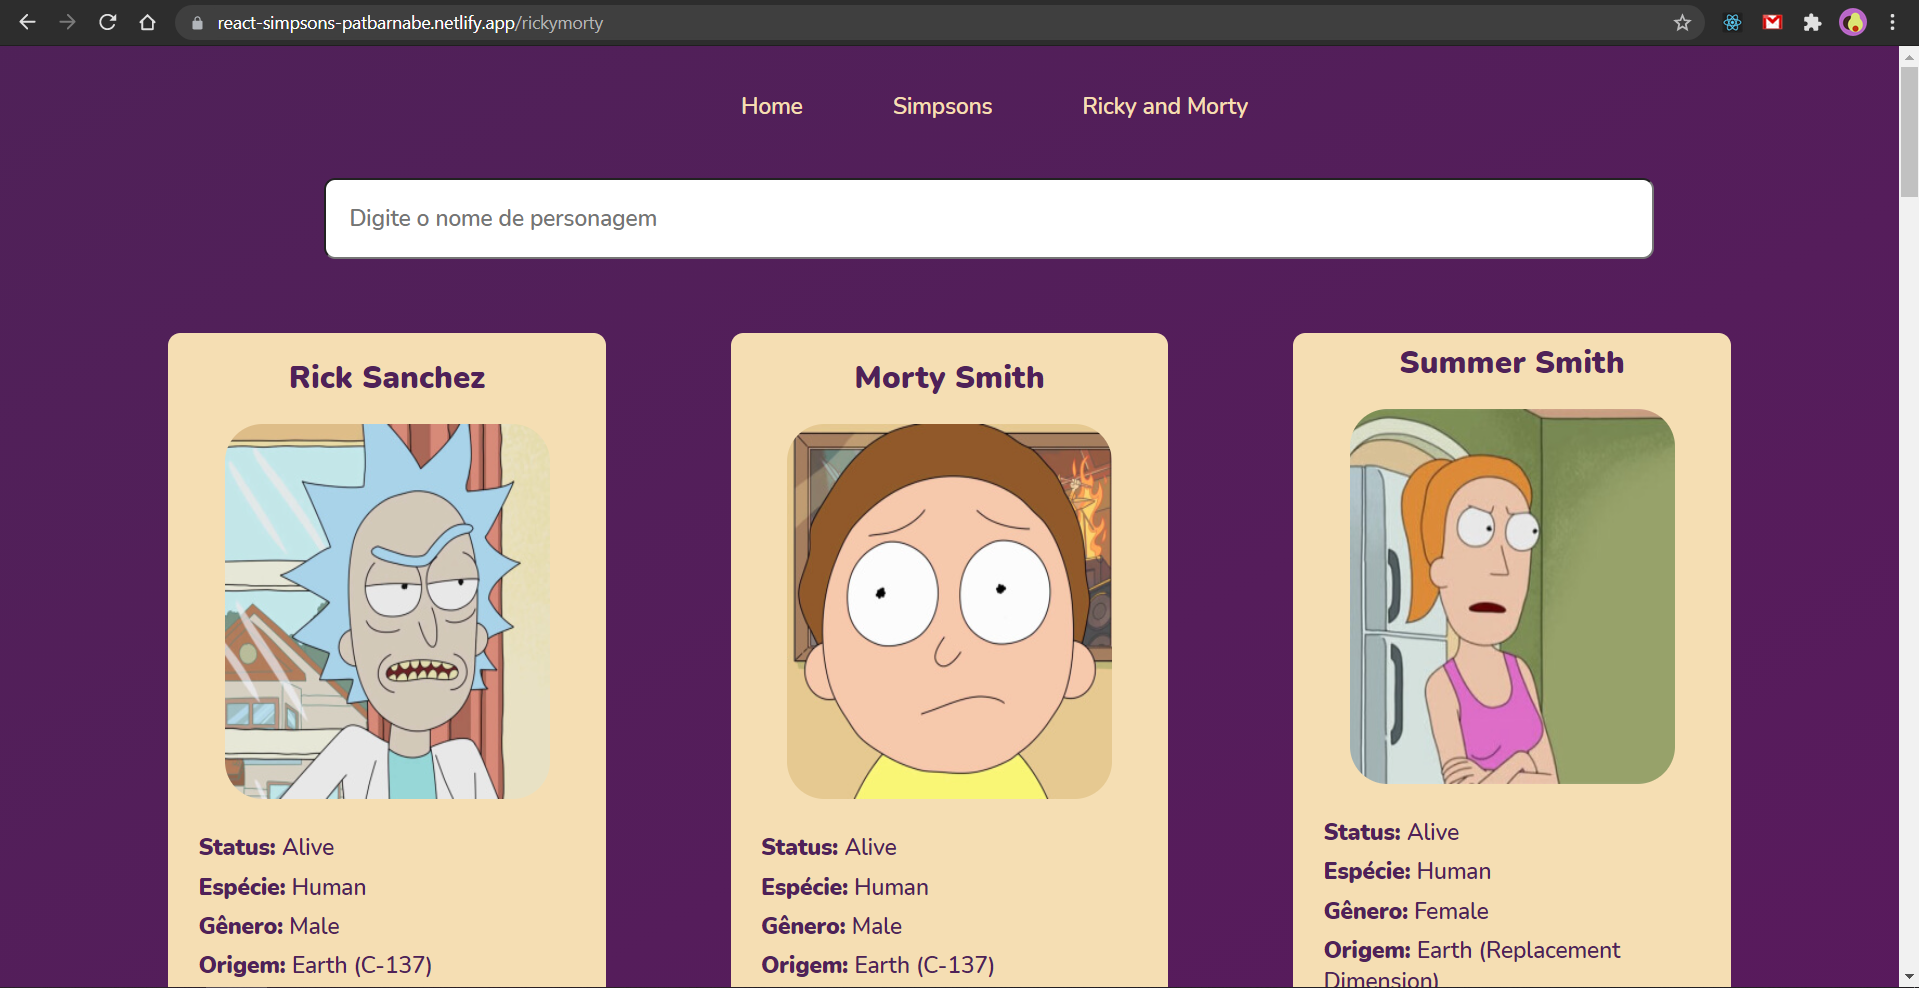 react-simpsons-patbarnabe.netlify.app/rickymorty
Home Simpsons Ricky and Morty
Digite o nome de personagem
Rick Sanchez
Status: Alive
Espécie: Human
Gênero: Male
Origem: Earth (C-137)
Morty Smith
Status: Alive
Espécie: Human
Gênero: Male
Origem: Earth (C-137)
Summer Smith
Status: Alive
Espécie: Human
Gênero: Female
Origem: Earth (Replacement
Dimension)